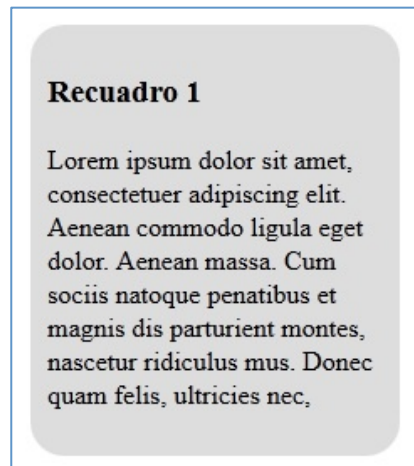 Recuadro 1
Lorem ipsum dolor sit amet,
consectetuer adipiscing elit.
Aenean commodo ligula eget
dolor. Aenean massa. Cum
sociis natoque penatibus et
magnis dis parturient montes,
nascetur ridiculus mus. Donec
quam felis, ultricies nec,